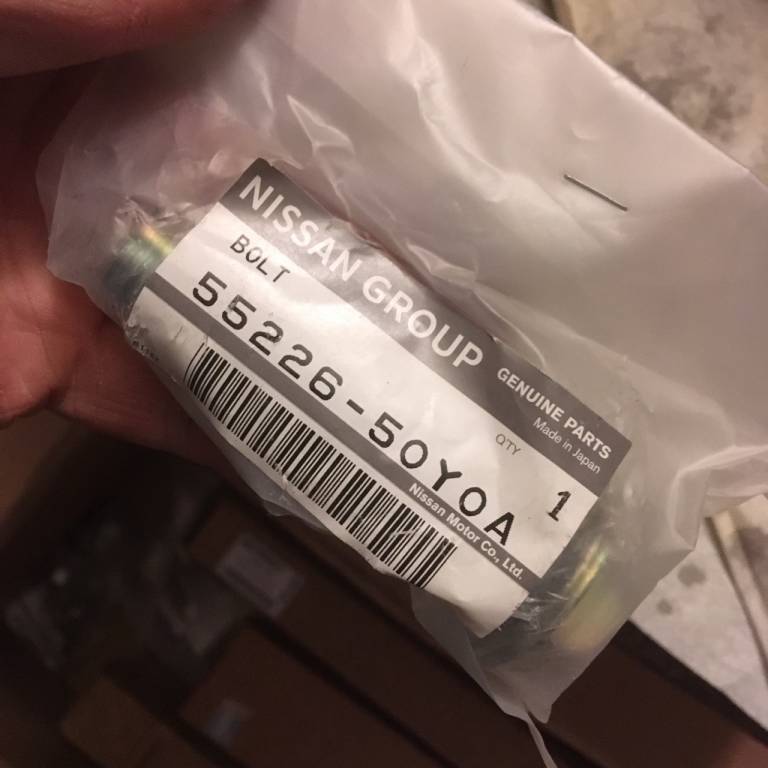 NISSAN GROUP GENUINE PARTS
Made in Japan
BOLT
QTY
55226-50Y0A 1
Nissan Motor Co., Ltd.